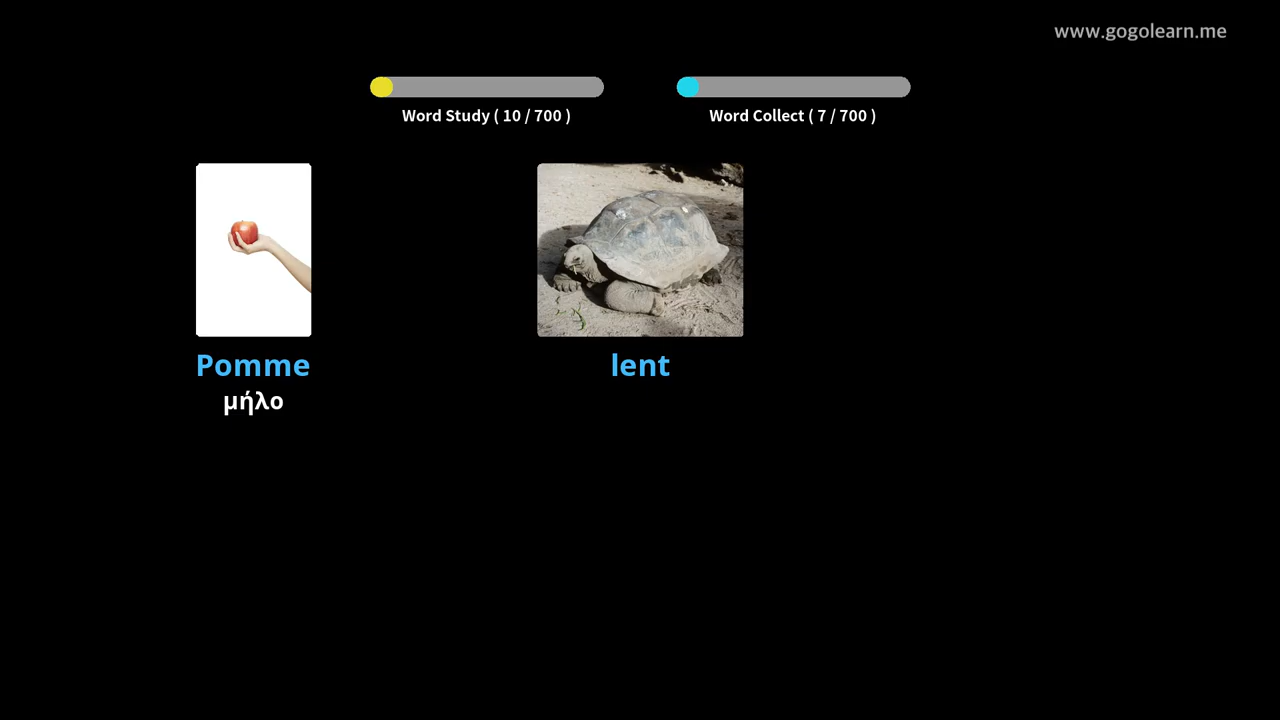 www.gogolearn.me
Word Study ( 10 / 700 )
Word Collect ( 7 / 700 )
Pomme
μήλο
lent